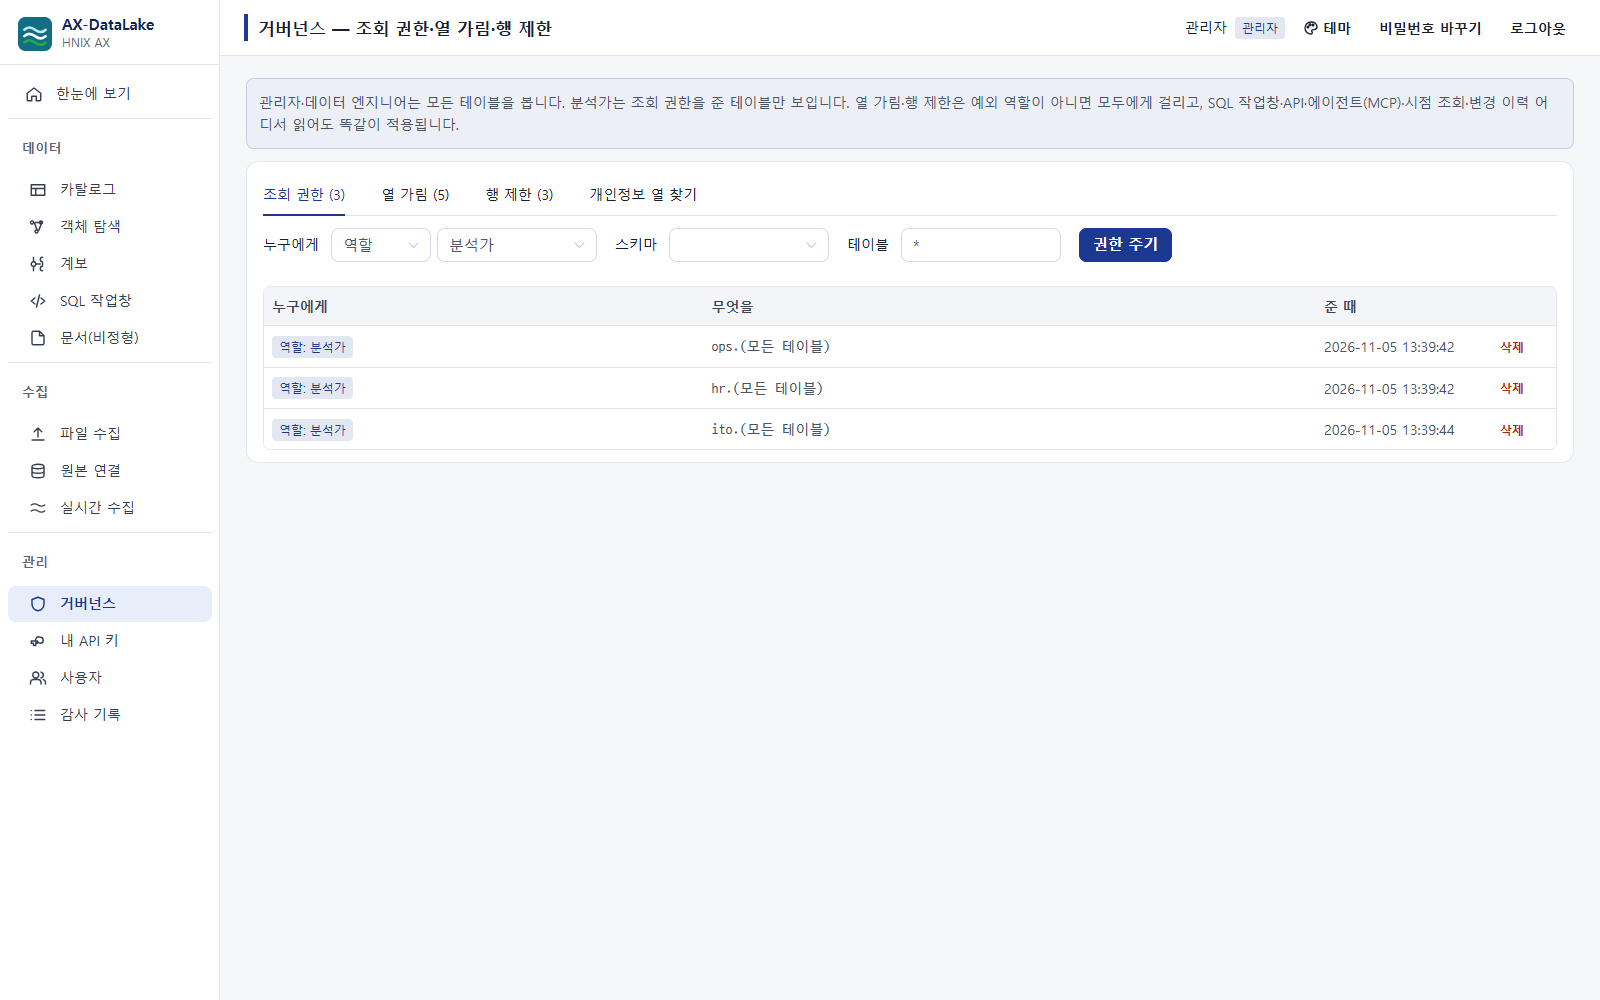 AX-DataLake
HNIX AX
한눈에 보기
데이터
카탈로그
객체 탐색
계보
SQL 작업창
문서(비정형)
수집
파일 수집
원본 연결
실시간 수집
관리
거버넌스
내 API 키
사용자
감사 기록
거버넌스 — 조회 권한·열 가림·행 제한
관리자 관리자 테마 비밀번호 바꾸기 로그아웃
관리자·데이터 엔지니어는 모든 테이블을 봅니다. 분석가는 조회 권한을 준 테이블만 보입니다. 열 가림·행 제한은 예외 역할이 아니면 모두에게 걸리고, SQL 작업창·API·에이전트(MCP)·시점 조회·변경 이력 어
디서 읽어도 똑같이 적용됩니다.
조회 권한 (3) 열 가림 (5) 행 제한 (3) 개인정보 열 찾기
누구에게 역할 분석가 스키마 테이블 * 권한 주기
누구에게 무엇을 준 때
역할: 분석가 ops.(모든 테이블) 2026-11-05 13:39:42 삭제
역할: 분석가 hr.(모든 테이블) 2026-11-05 13:39:42 삭제
역할: 분석가 ito.(모든 테이블) 2026-11-05 13:39:44 삭제